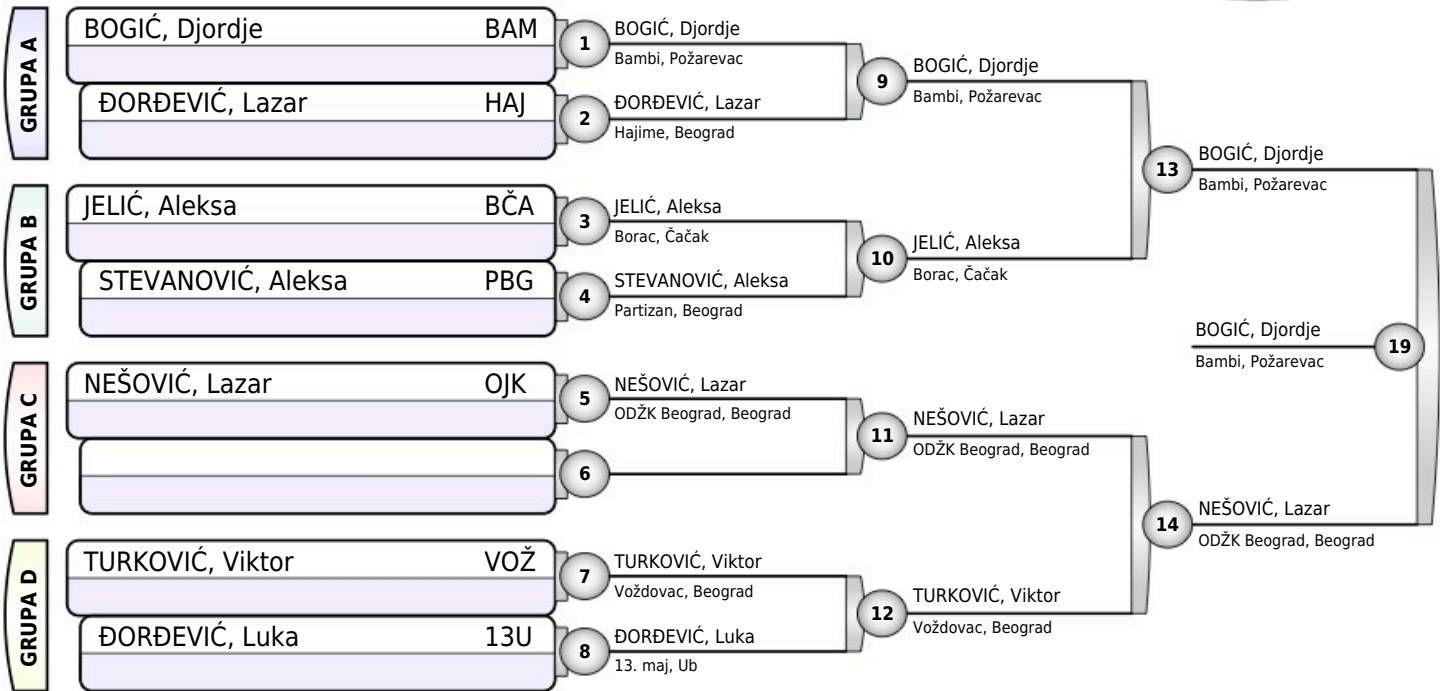 GRUPA A
BOGIĆ, Djordje BAM
ĐORĐEVIĆ, Lazar HAJ
GRUPA B
JELIĆ, Aleksa BČA
STEVANOVIĆ, Aleksa PBG
GRUPA C
NEŠOVIĆ, Lazar OJK
GRUPA D
TURKOVIĆ, Viktor VOŽ
ĐORĐEVIĆ, Luka 13U
1
BOGIĆ, Djordje
Bambi, Požarevac
2
ĐORĐEVIĆ, Lazar
Hajime, Beograd
3
JELIĆ, Aleksa
Borac, Čačak
4
STEVANOVIĆ, Aleksa
Partizan, Beograd
5
NEŠOVIĆ, Lazar
ODŽK Beograd, Beograd
6
7
TURKOVIĆ, Viktor
Voždovac, Beograd
8
ĐORĐEVIĆ, Luka
13. maj, Ub
9
BOGIĆ, Djordje
Bambi, Požarevac
10
JELIĆ, Aleksa
Borac, Čačak
11
NEŠOVIĆ, Lazar
ODŽK Beograd, Beograd
12
TURKOVIĆ, Viktor
Voždovac, Beograd
13
BOGIĆ, Djordje
Bambi, Požarevac
14
NEŠOVIĆ, Lazar
ODŽK Beograd, Beograd
BOGIĆ, Djordje
Bambi, Požarevac
19